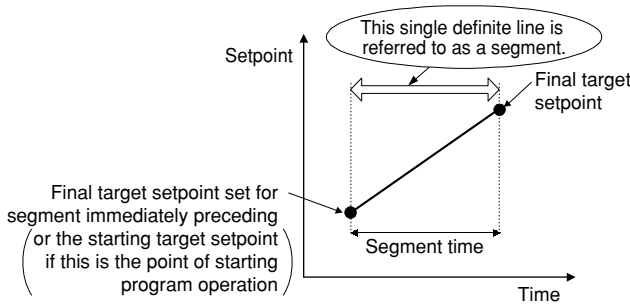 This single definite line is
referred to as a segment.
Setpoint
Final target
setpoint
Final target setpoint set for
segment immediately preceding
or the starting target setpoint
if this is the point of starting
program operation
Segment time
Time